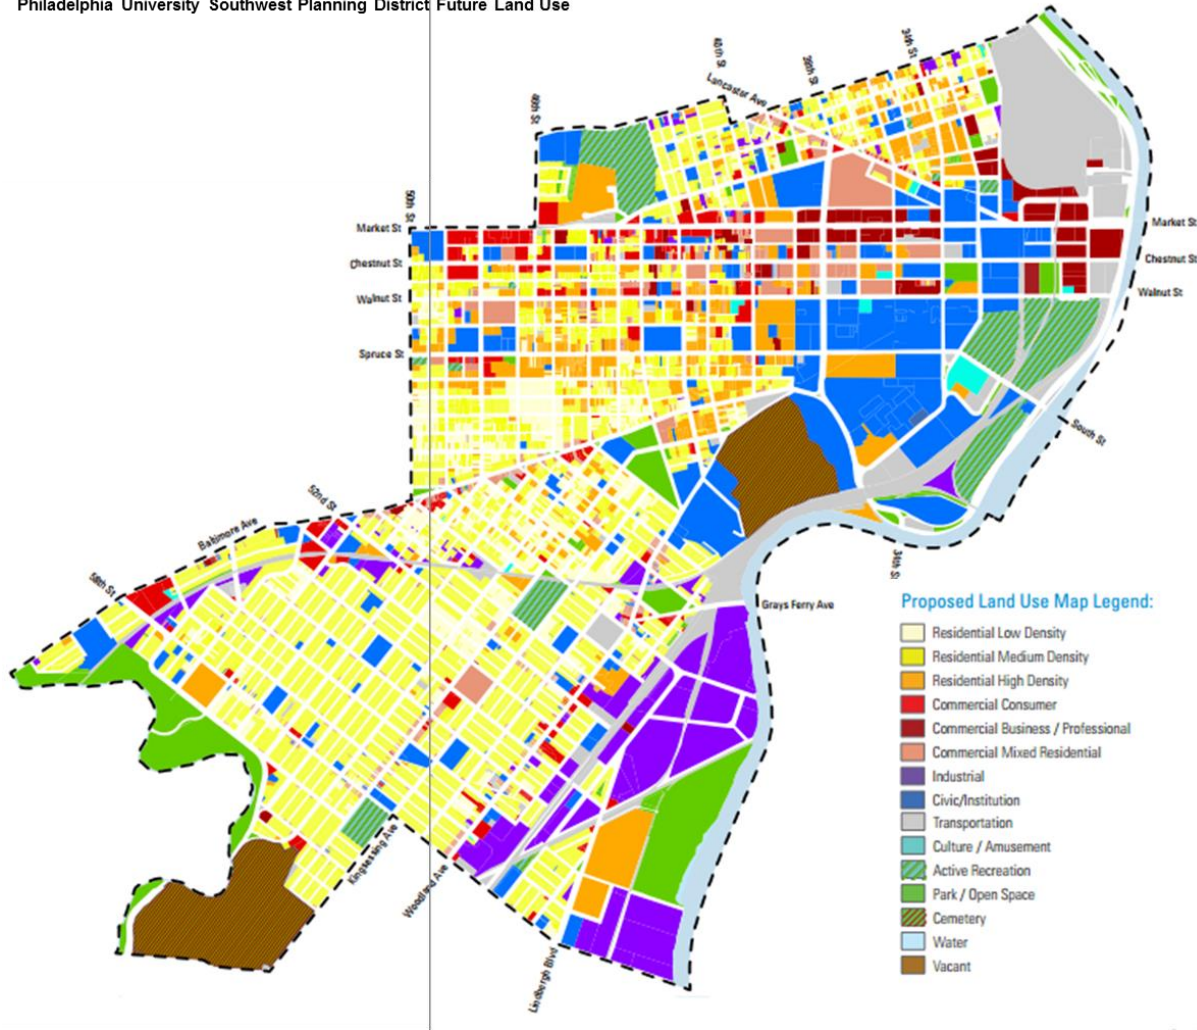 Philadelphia University Southwest Planning District Future Land Use
34th St
40th St
38th St
Lancaster Ave
46th St
50th St
Market St
Market St
Chestnut St
Chestnut St
Walnut St
Walnut St
Spruce St
South St
52nd St
Baltimore Ave
58th St
34th St
Grays Ferry Ave
Kingsessing Ave
Woodland Ave
Lindbergh Blvd
Proposed Land Use Map Legend:
Residential Low Density
Residential Medium Density
Residential High Density
Commercial Consumer
Commercial Business / Professional
Commercial Mixed Residential
Industrial
Civic/Institution
Transportation
Culture / Amusement
Active Recreation
Park / Open Space
Cemetery
Water
Vacant